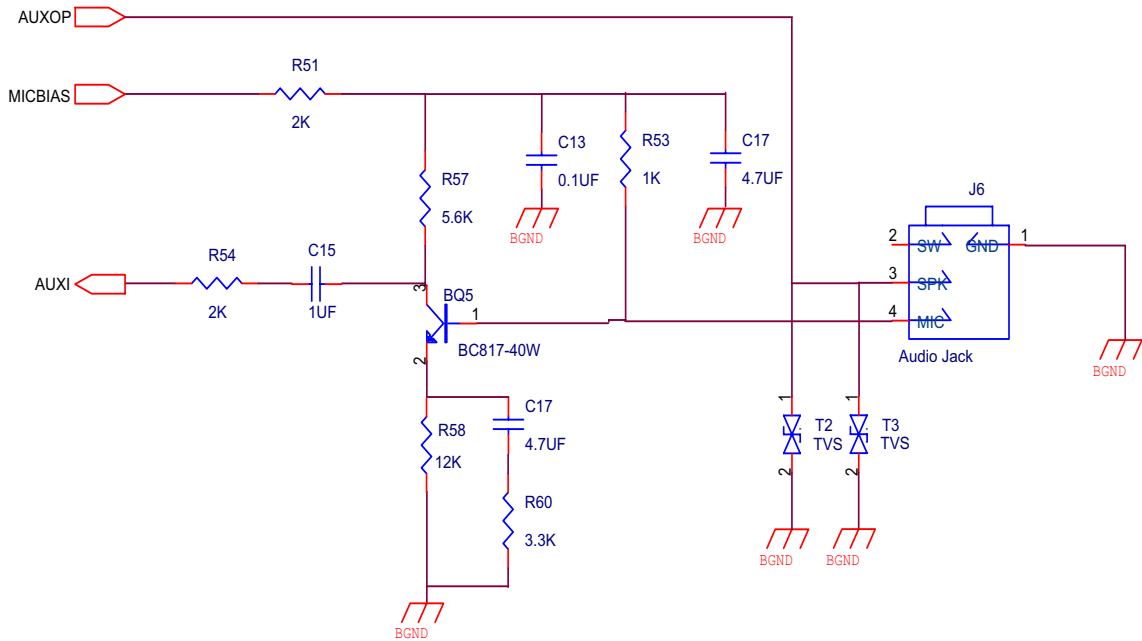 AUXOP
MICBIAS
R51
2K
C13
0.1UF
R53
1K
C17
4.7UF
R57
5.6K
BGND
BGND
J6
2
SW
GND
1
3
SPK
4
MIC
Audio Jack
BGND
AUXI
R54
2K
C15
1UF
3
BQ5
1
BC817-40W
2
R58
12K
C17
4.7UF
R60
3.3K
BGND
1
T2
TVS
2
1
T3
TVS
2
BGND
BGND